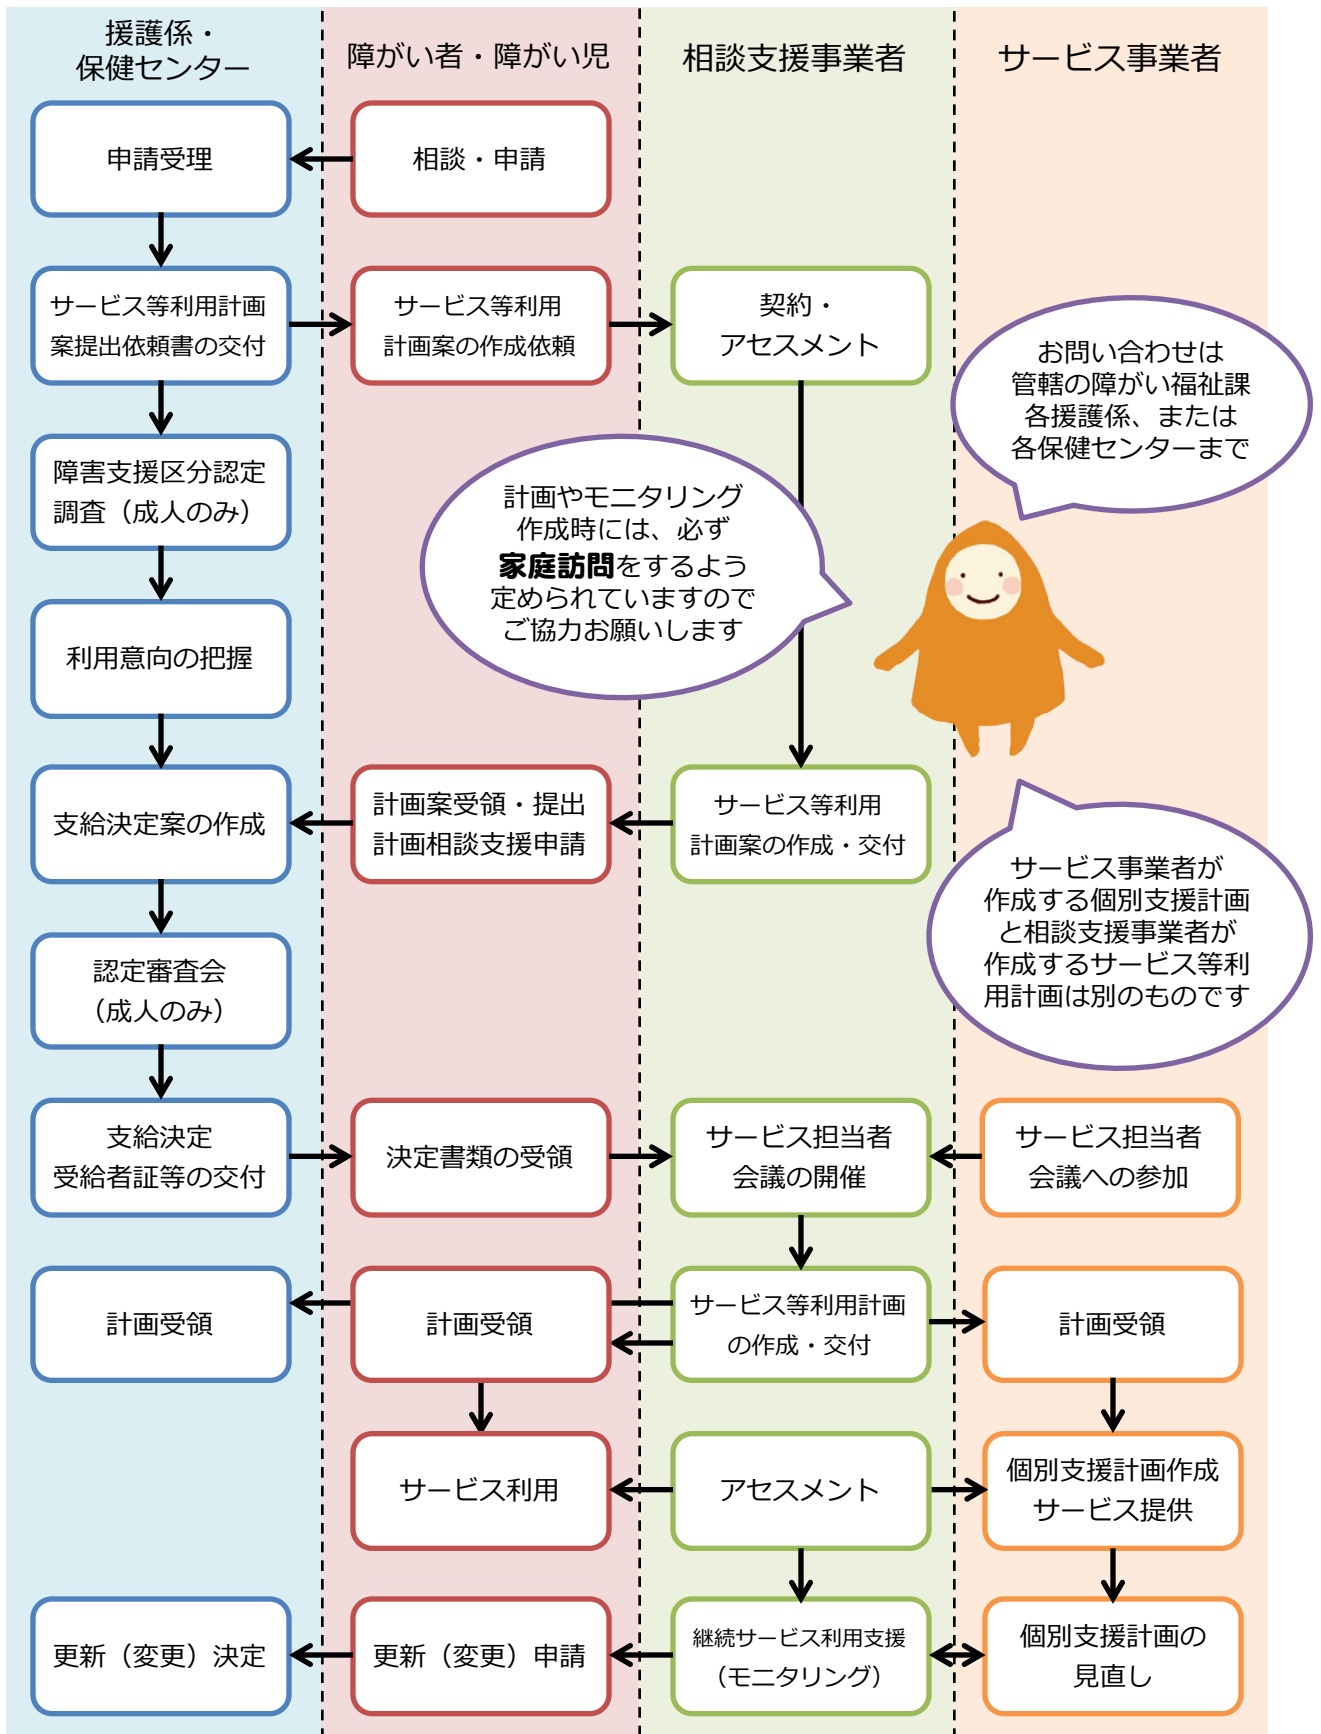 援護係・
保健センター
障がい者・障がい児
相談支援事業者
サービス事業者
申請受理
相談・申請
サービス等利用計画
案提出依頼書の交付
サービス等利用
計画案の作成依頼
契約・
アセスメント
お問い合わせは
管轄の障がい福祉課
各援護係、または
各保健センターまで
障害支援区分認定
調査（成人のみ）
計画やモニタリング
作成時には、必ず
家庭訪問をするよう
定められていますので
ご協力お願いします
利用意向の把握
支給決定案の作成
計画案受領・提出
計画相談支援申請
サービス等利用
計画案の作成・交付
サービス事業者が
作成する個別支援計画
と相談支援事業者が
作成するサービス等利
用計画は別のものです
認定審査会
（成人のみ）
支給決定
受給者証等の交付
決定書類の受領
サービス担当者
会議の開催
サービス担当者
会議への参加
計画受領
計画受領
サービス等利用計画
の作成・交付
計画受領
サービス利用
アセスメント
個別支援計画作成
サービス提供
更新（変更）決定
更新（変更）申請
継続サービス利用支援
（モニタリング）
個別支援計画の
見直し